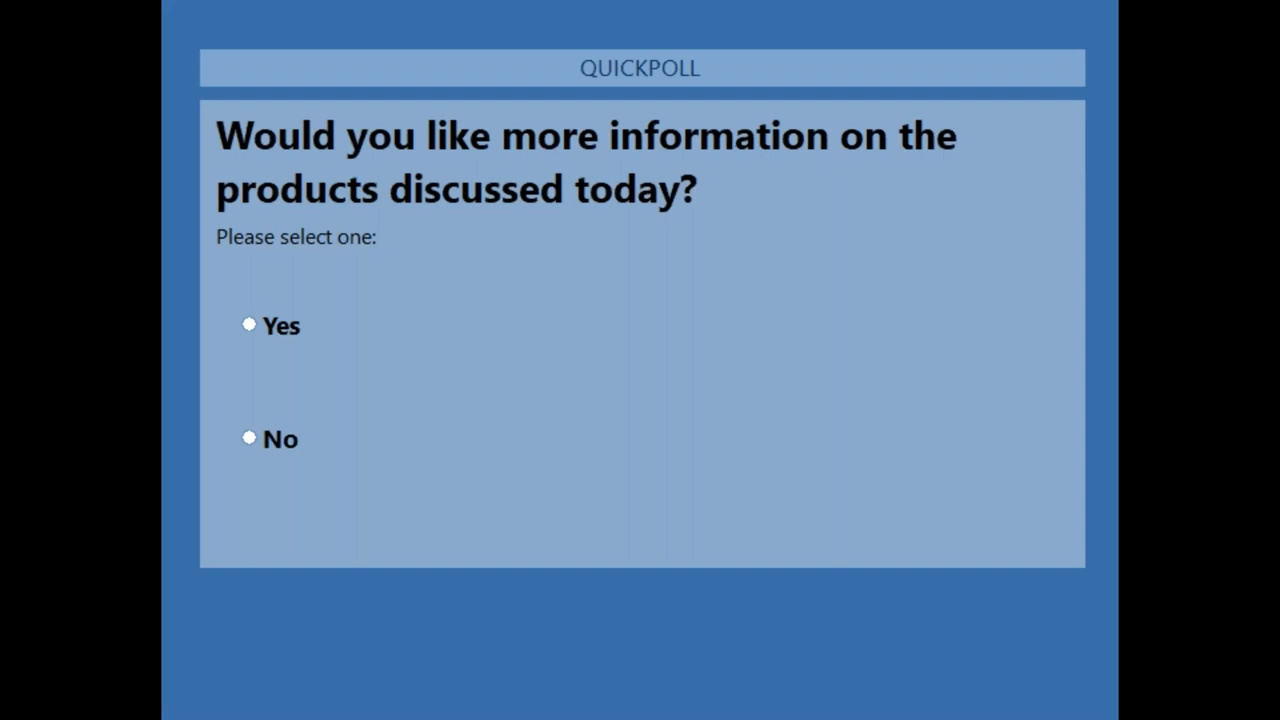 QUICKPOLL
Would you like more information on the
products discussed today?
Please select one:
Yes
No